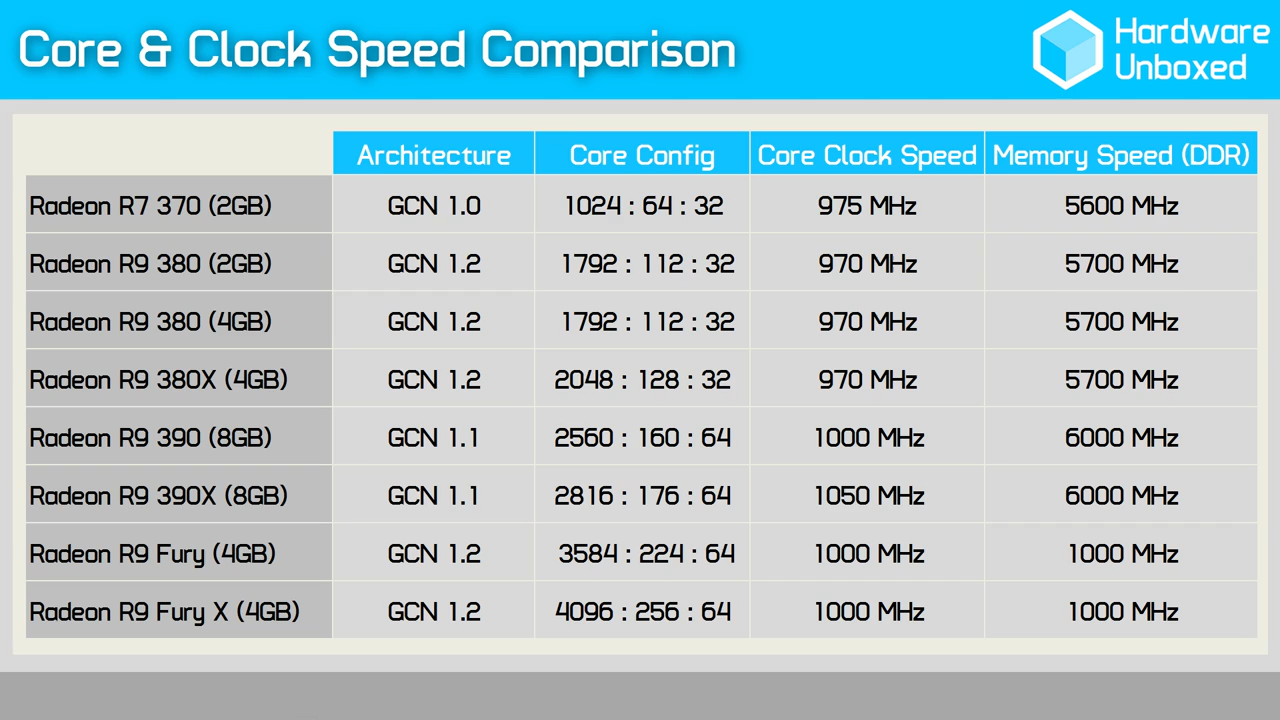 Core & Clock Speed Comparison
Hardware
Unboxed
Architecture Core Config Core Clock Speed Memory Speed (DDR)
Radeon R7 370 (2GB) GCN 1.0 1024 : 64 : 32 975 MHz 5600 MHz
Radeon R9 380 (2GB) GCN 1.2 1792 : 112 : 32 970 MHz 5700 MHz
Radeon R9 380 (4GB) GCN 1.2 1792 : 112 : 32 970 MHz 5700 MHz
Radeon R9 380X (4GB) GCN 1.2 2048 : 128 : 32 970 MHz 5700 MHz
Radeon R9 390 (8GB) GCN 1.1 2560 : 160 : 64 1000 MHz 6000 MHz
Radeon R9 390X (8GB) GCN 1.1 2816 : 176 : 64 1050 MHz 6000 MHz
Radeon R9 Fury (4GB) GCN 1.2 3584 : 224 : 64 1000 MHz 1000 MHz
Radeon R9 Fury X (4GB) GCN 1.2 4096 : 256 : 64 1000 MHz 1000 MHz